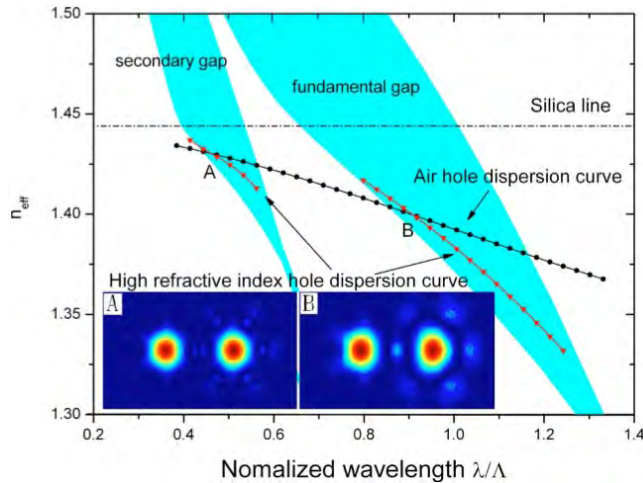 1.50
secondary gap
fundamental gap
1.45
Silica line
Air hole dispersion curve
A
n_eff
1.40
B
High refractive index hole dispersion curve
A
B
1.35
1.30
0.2 0.4 0.6 0.8 1.0 1.2 1.4
Nomalized wavelength λ/Λ